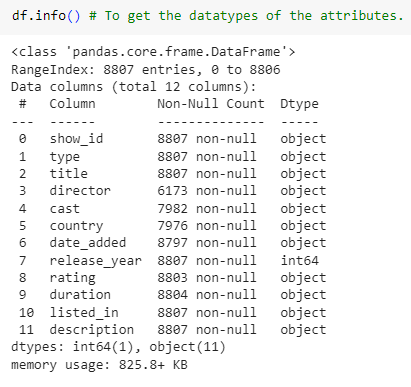 df.info() # To get the datatypes of the attributes.
<class 'pandas.core.frame.DataFrame'>
RangeIndex: 8807 entries, 0 to 8806
Data columns (total 12 columns):
 #   Column        Non-Null Count  Dtype
---  ------        --------------  -----
 0   show_id       8807 non-null   object
 1   type          8807 non-null   object
 2   title         8807 non-null   object
 3   director      6173 non-null   object
 4   cast          7982 non-null   object
 5   country       7976 non-null   object
 6   date_added    8797 non-null   object
 7   release_year  8807 non-null   int64
 8   rating        8803 non-null   object
 9   duration      8804 non-null   object
 10  listed_in     8807 non-null   object
 11  description   8807 non-null   object
dtypes: int64(1), object(11)
memory usage: 825.8+ KB